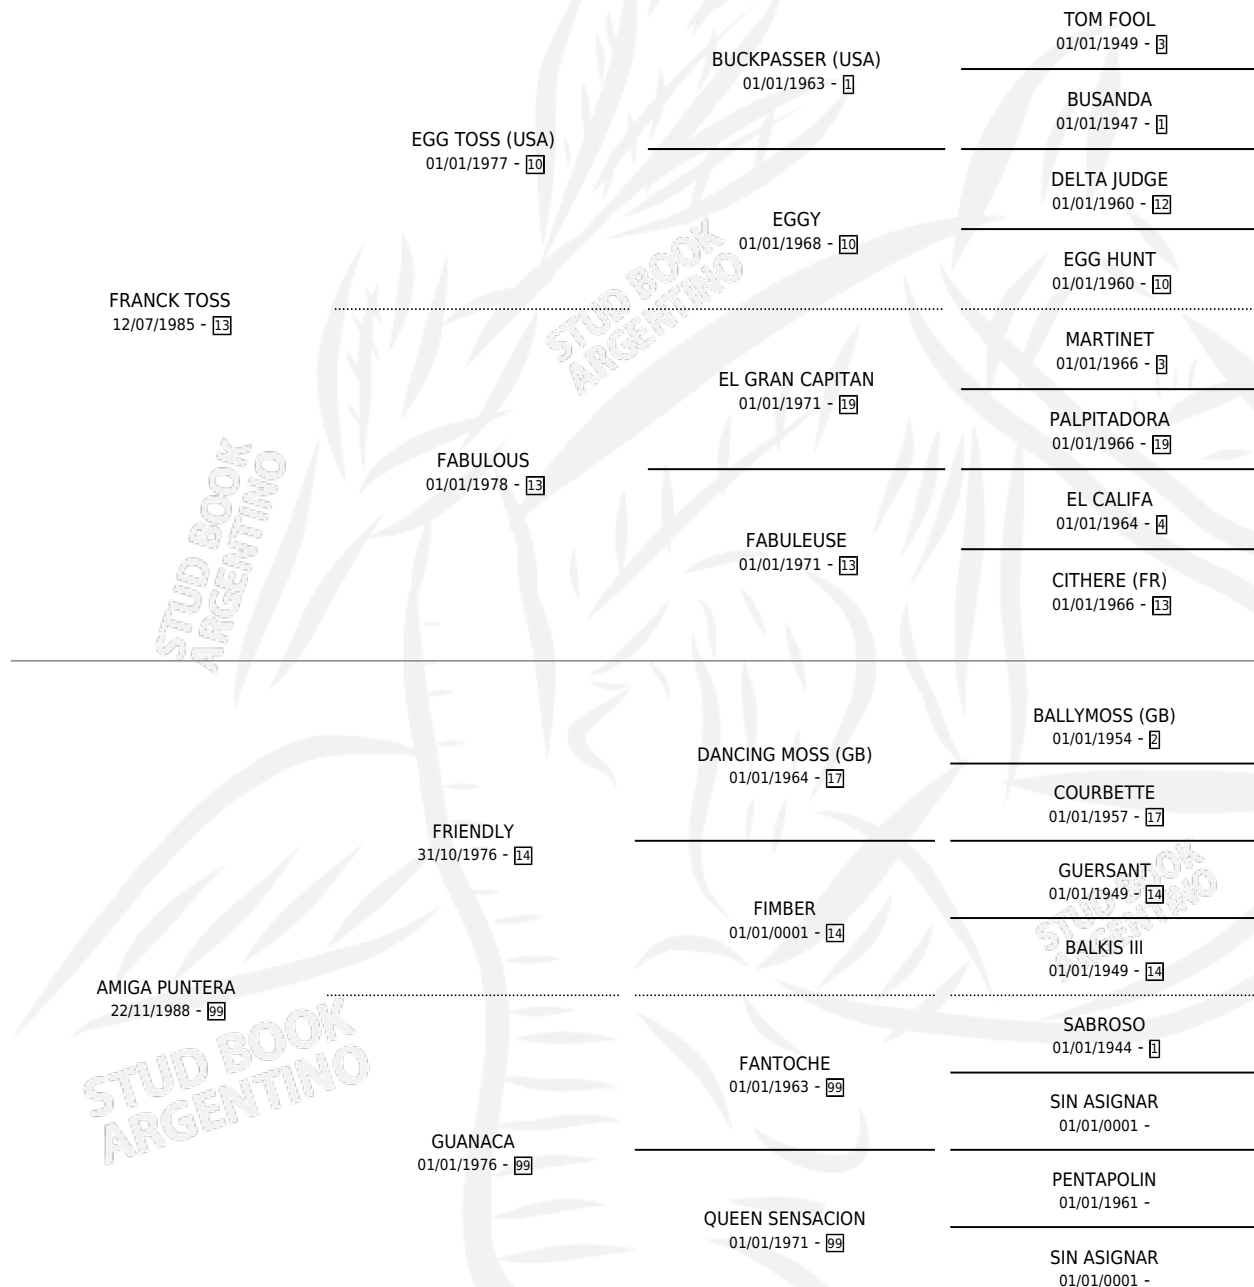 TOM FOOL
01/01/1949 - 3
BUCKPASSER (USA)
01/01/1963 - 1
BUSANDA
01/01/1947 - 1
EGG TOSS (USA)
01/01/1977 - 10
DELTA JUDGE
01/01/1960 - 12
EGGY
01/01/1968 - 10
EGG HUNT
01/01/1960 - 10
FRANCK TOSS
12/07/1985 - 13
MARTINET
01/01/1966 - 3
EL GRAN CAPITAN
01/01/1971 - 19
PALPITADORA
01/01/1966 - 19
FABULOUS
01/01/1978 - 13
EL CALIFA
01/01/1964 - 4
FABULEUSE
01/01/1971 - 13
CITHERE (FR)
01/01/1966 - 13
BALLYMOSS (GB)
01/01/1954 - 2
DANCING MOSS (GB)
01/01/1964 - 17
COURBETTE
01/01/1957 - 17
FRIENDLY
31/10/1976 - 14
GUERSANT
01/01/1949 - 14
FIMBER
01/01/0001 - 14
BALKIS III
01/01/1949 - 14
AMIGA PUNTERA
22/11/1988 - 99
SABROSO
01/01/1944 - 1
FANTOCHE
01/01/1963 - 99
SIN ASIGNAR
01/01/0001 -
GUANACA
01/01/1976 - 99
PENTAPOLIN
01/01/1961 -
QUEEN SENSACION
01/01/1971 - 99
SIN ASIGNAR
01/01/0001 -
STUD BOOK
ARGENTINO
STUD BOOK
ARGENTINO
STUD BOOK
ARGENTINO
STUD BOOK
ARGENTINO